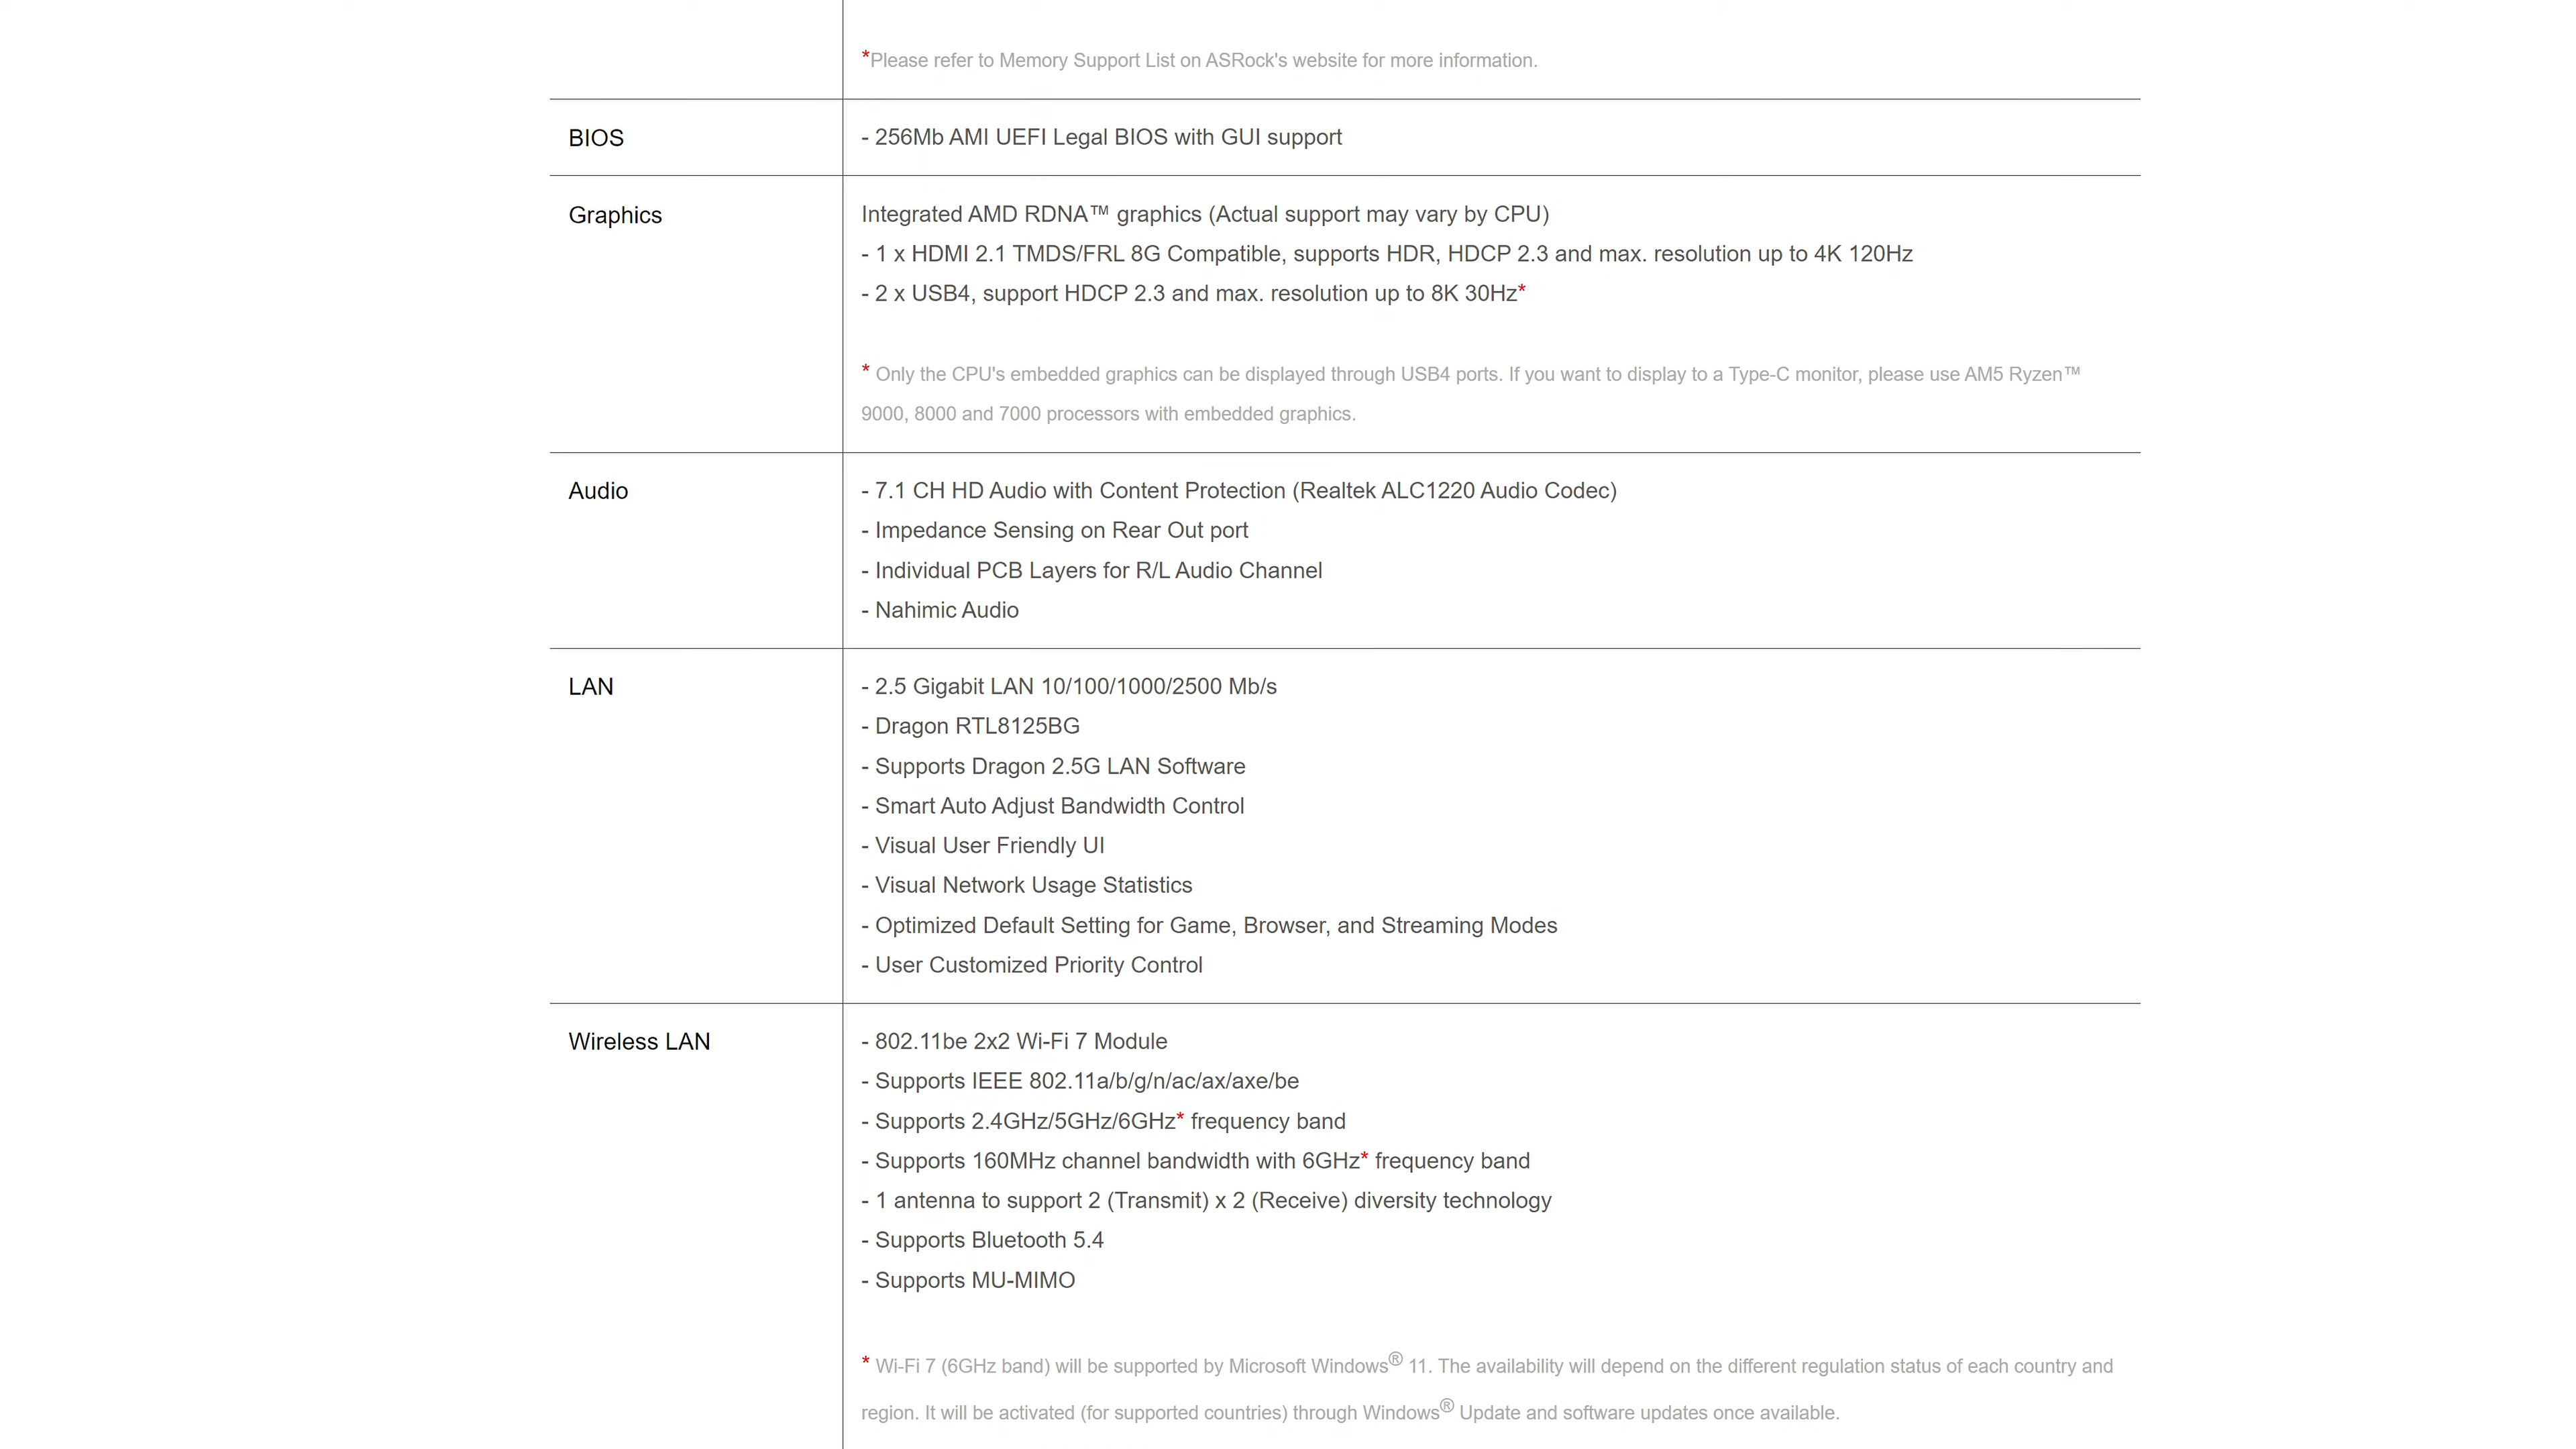 *Please refer to Memory Support List on ASRock's website for more information.
BIOS
- 256Mb AMI UEFI Legal BIOS with GUI support
Graphics
Integrated AMD RDNA™ graphics (Actual support may vary by CPU)
- 1 x HDMI 2.1 TMDS/FRL 8G Compatible, supports HDR, HDCP 2.3 and max. resolution up to 4K 120Hz
- 2 x USB4, support HDCP 2.3 and max. resolution up to 8K 30Hz*
* Only the CPU's embedded graphics can be displayed through USB4 ports. If you want to display to a Type-C monitor, please use AM5 Ryzen™
9000, 8000 and 7000 processors with embedded graphics.
Audio
- 7.1 CH HD Audio with Content Protection (Realtek ALC1220 Audio Codec)
- Impedance Sensing on Rear Out port
- Individual PCB Layers for R/L Audio Channel
- Nahimic Audio
LAN
- 2.5 Gigabit LAN 10/100/1000/2500 Mb/s
- Dragon RTL8125BG
- Supports Dragon 2.5G LAN Software
- Smart Auto Adjust Bandwidth Control
- Visual User Friendly UI
- Visual Network Usage Statistics
- Optimized Default Setting for Game, Browser, and Streaming Modes
- User Customized Priority Control
Wireless LAN
- 802.11be 2x2 Wi-Fi 7 Module
- Supports IEEE 802.11a/b/g/n/ac/ax/axe/be
- Supports 2.4GHz/5GHz/6GHz* frequency band
- Supports 160MHz channel bandwidth with 6GHz* frequency band
- 1 antenna to support 2 (Transmit) x 2 (Receive) diversity technology
- Supports Bluetooth 5.4
- Supports MU-MIMO
* Wi-Fi 7 (6GHz band) will be supported by Microsoft Windows® 11. The availability will depend on the different regulation status of each country and
region. It will be activated (for supported countries) through Windows® Update and software updates once available.